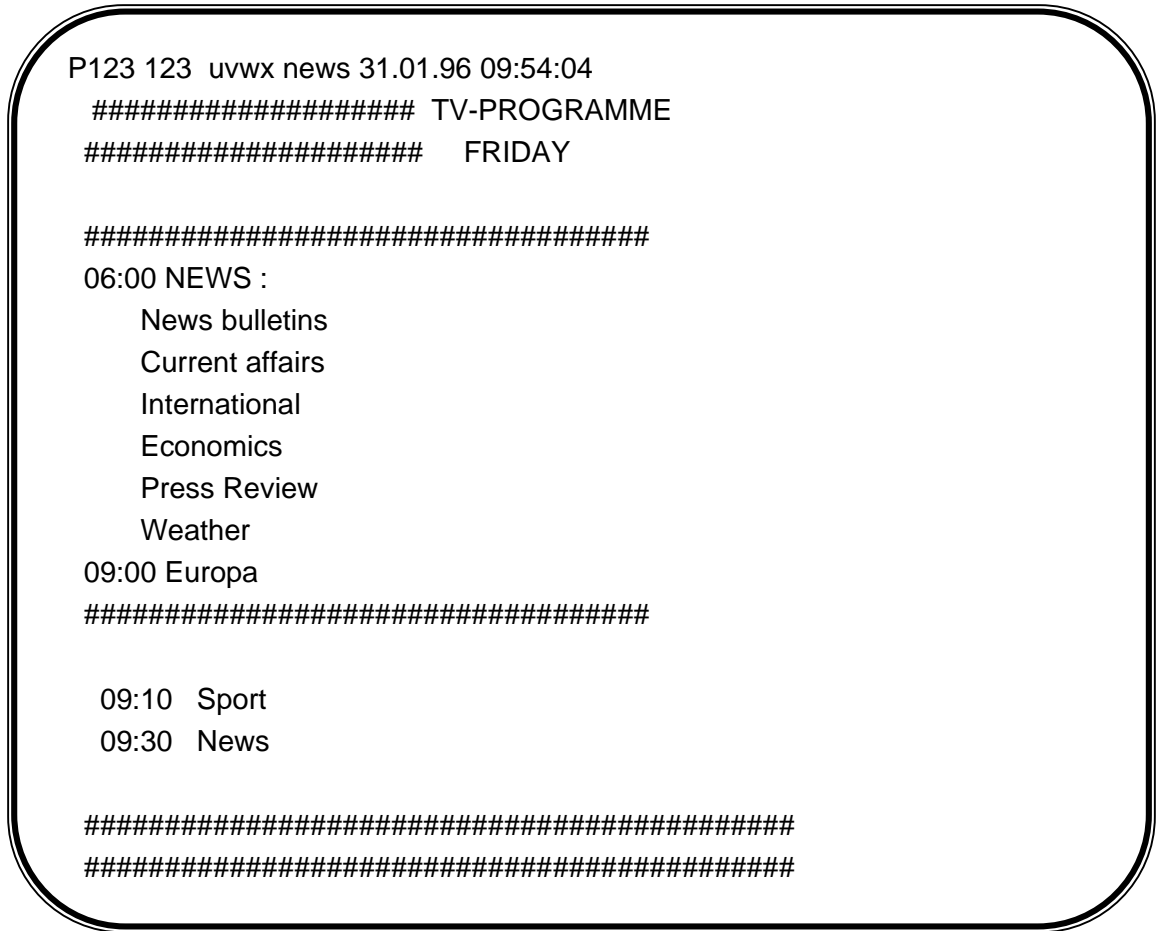 P123 123 uvwx news 31.01.96 09:54:04
#################### TV-PROGRAMME
##################### FRIDAY
###################################
06:00 NEWS :
News bulletins
Current affairs
International
Economics
Press Review
Weather
09:00 Europa
###################################
09:10 Sport
09:30 News
############################################
############################################